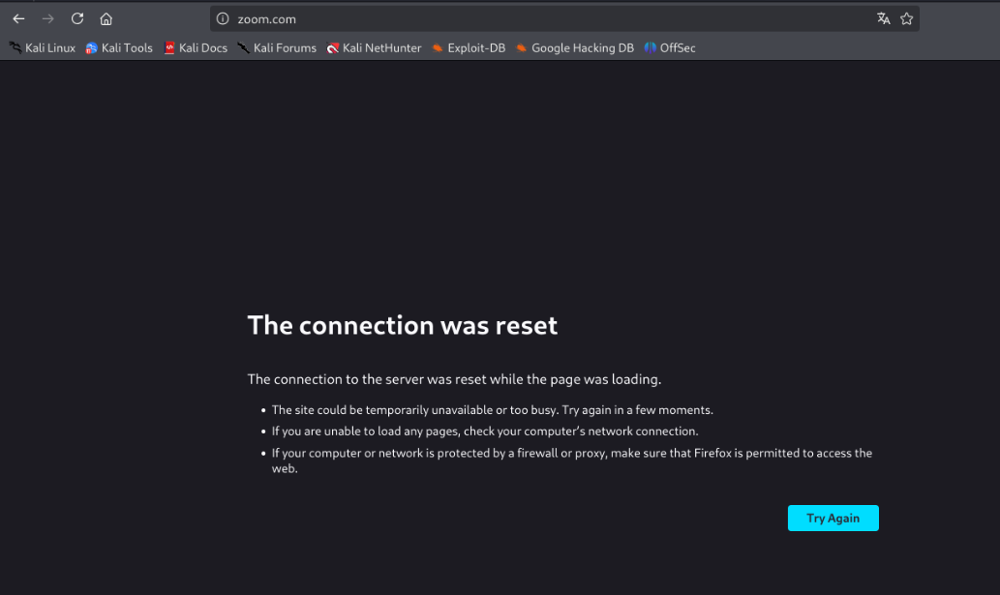 zoom.com
Kali Linux Kali Tools Kali Docs Kali Forums Kali NetHunter Exploit-DB Google Hacking DB OffSec
The connection was reset
The connection to the server was reset while the page was loading.
• The site could be temporarily unavailable or too busy. Try again in a few moments.
• If you are unable to load any pages, check your computer’s network connection.
• If your computer or network is protected by a firewall or proxy, make sure that Firefox is permitted to access the
web.
Try Again